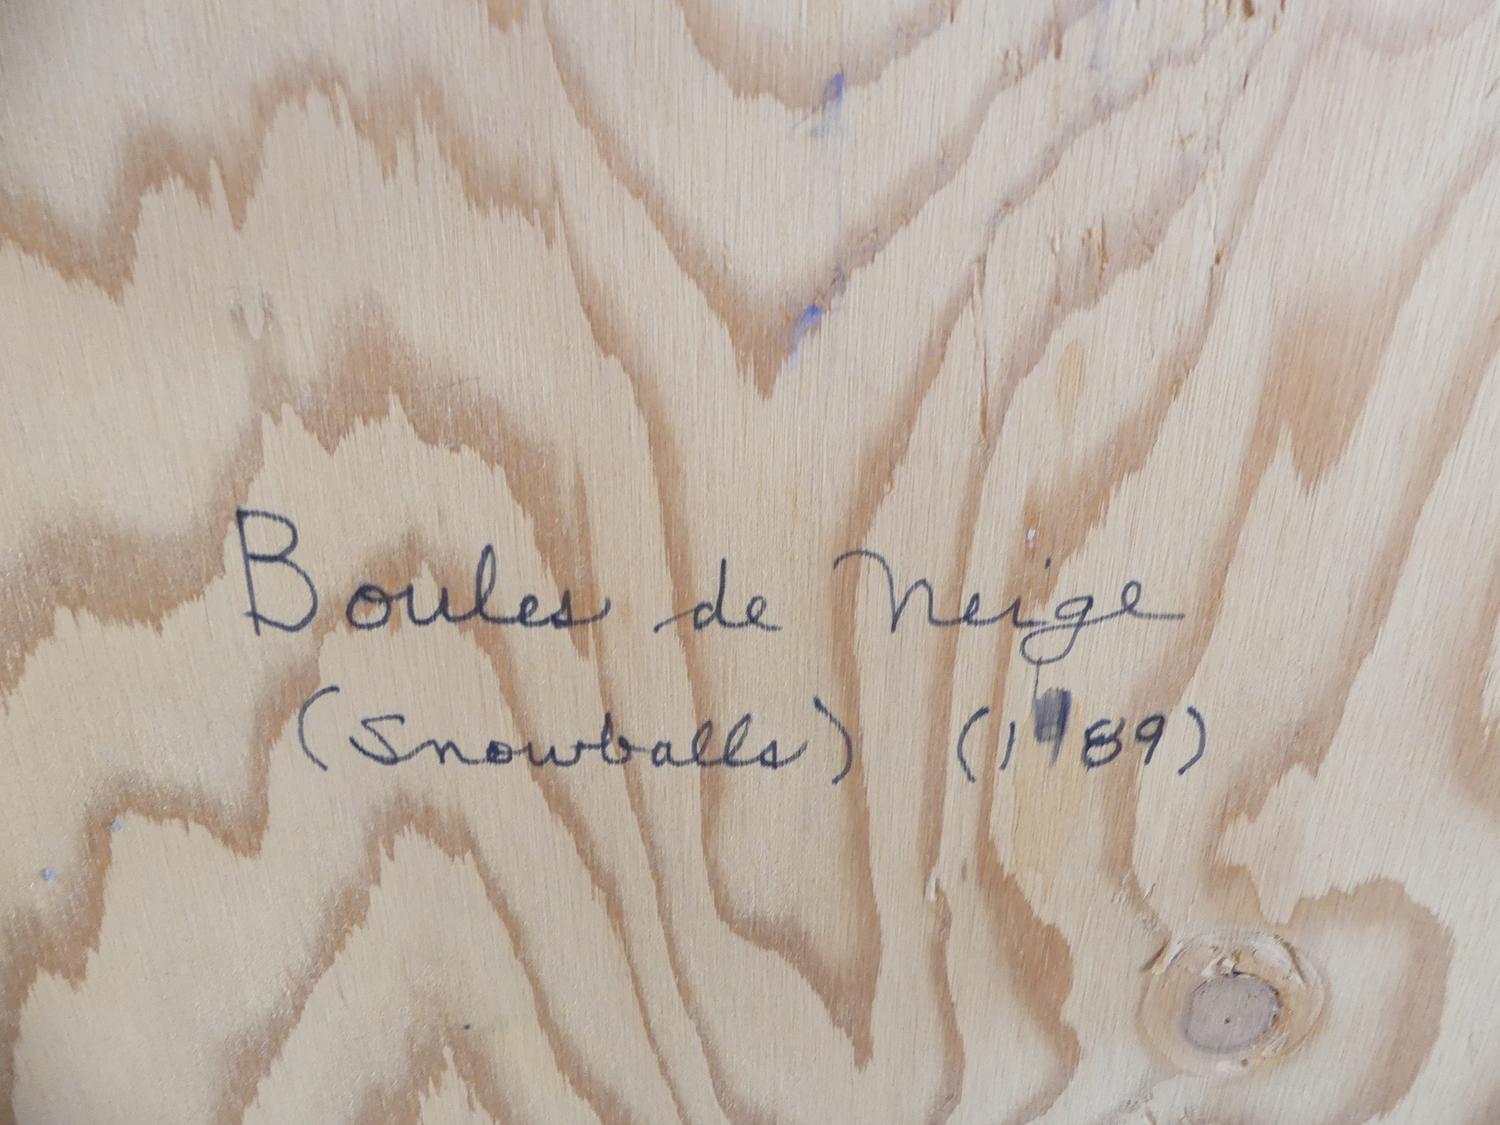 Boules de Neige
(Snowballs) (1989)